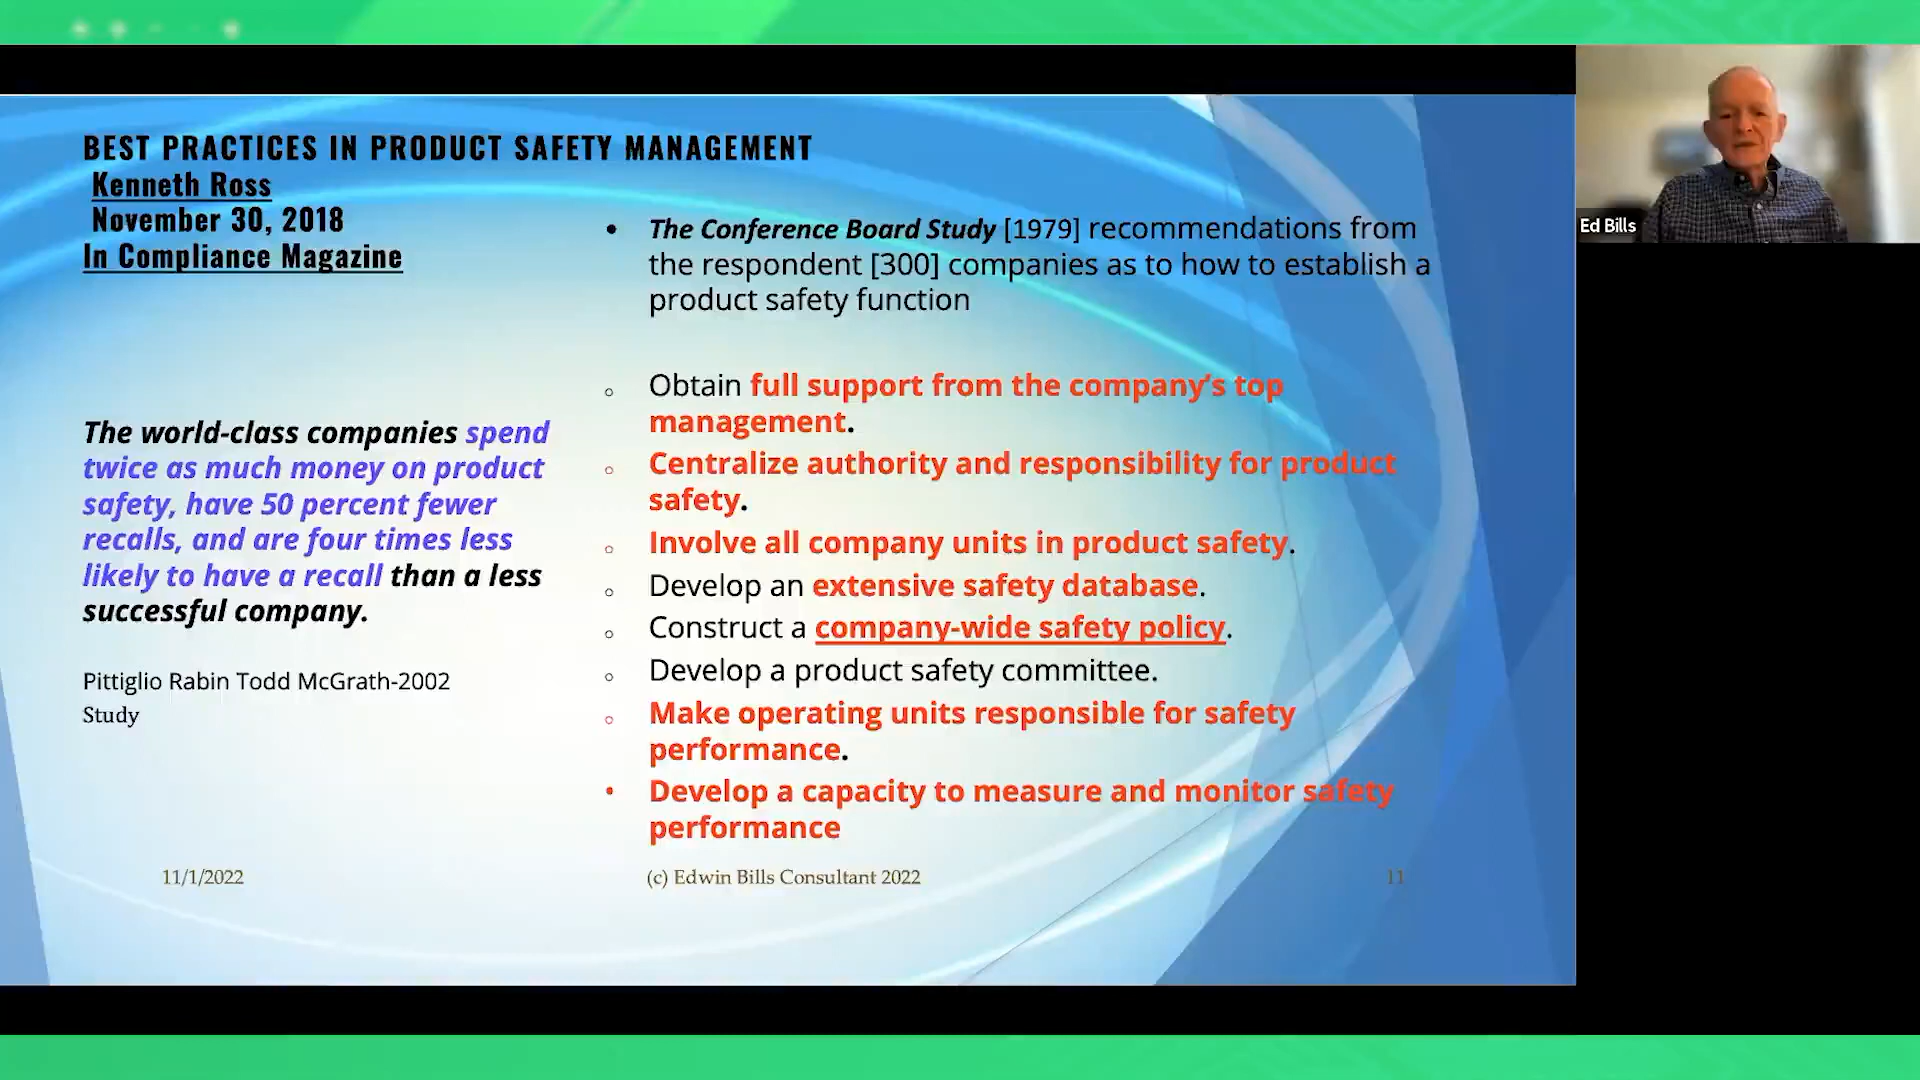 BEST PRACTICES IN PRODUCT SAFETY MANAGEMENT
Kenneth Ross
November 30, 2018
In Compliance Magazine
The world-class companies spend
twice as much money on product
safety, have 50 percent fewer
recalls, and are four times less
likely to have a recall than a less
successful company.
Pittiglio Rabin Todd McGrath-2002
Study
• The Conference Board Study [1979] recommendations from
the respondent [300] companies as to how to establish a
product safety function
○ Obtain full support from the company’s top
management.
○ Centralize authority and responsibility for product
safety.
○ Involve all company units in product safety.
○ Develop an extensive safety database.
○ Construct a company-wide safety policy.
○ Develop a product safety committee.
○ Make operating units responsible for safety
performance.
• Develop a capacity to measure and monitor safety
performance
11/1/2022
(c) Edwin Bills Consultant 2022
11
Ed Bills